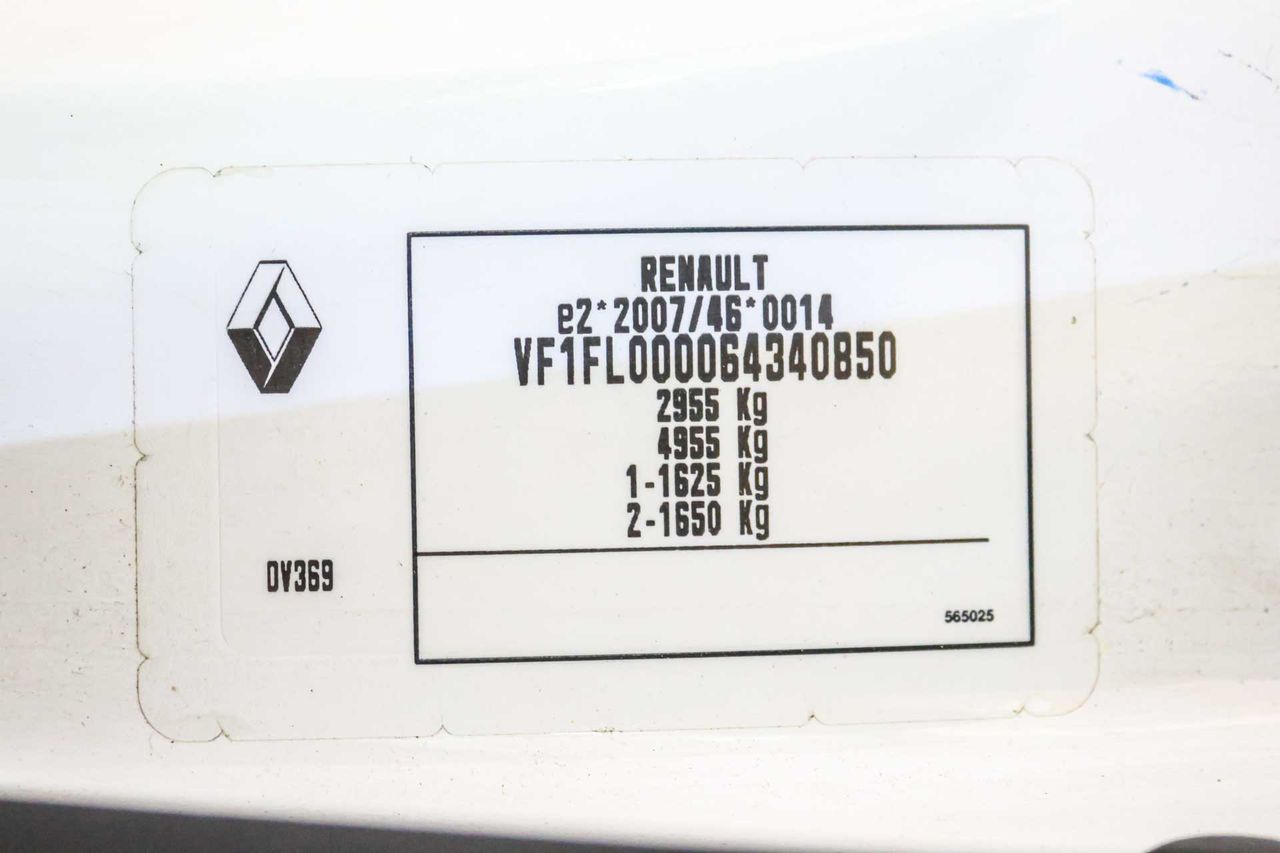 RENAULT
e2*2007/46*0014
VF1FL000064340850
2955 Kg
4955 Kg
1-1625 Kg
2-1650 Kg
DV369
565025